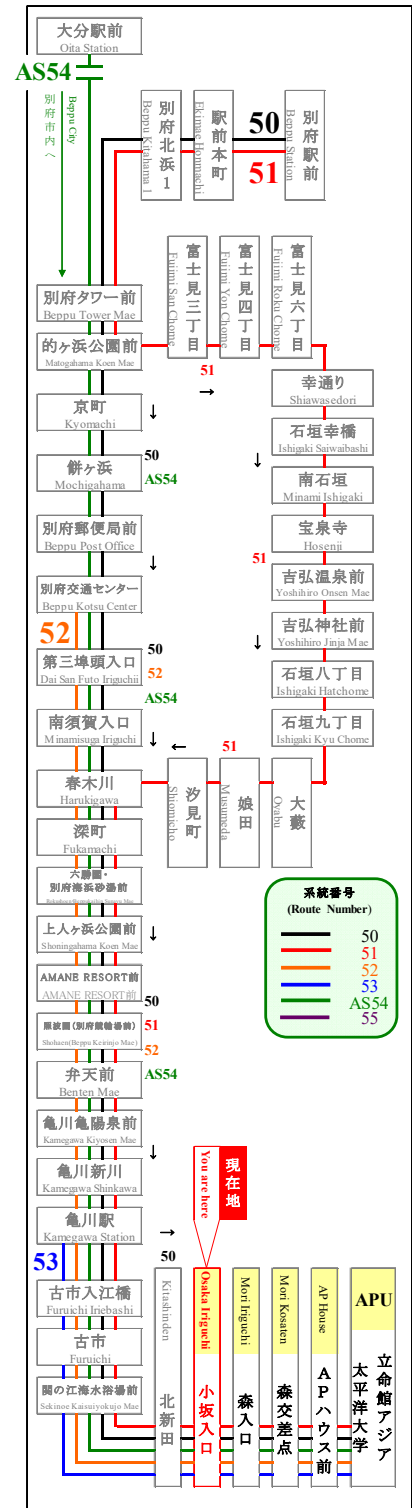 大分駅前
Oita Station
AS54
Beppu City
別府市内へ
別府北浜1
Beppu Kitahama 1
駅前本町
Ekimae Honmachi
50
51
別府駅前
Beppu Station
別府タワー前
Beppu Tower Mae
的ヶ浜公園前
Matogahama Koen Mae
富士見三丁目
Fujimi San Chome
富士見四丁目
Fujimi Yon Chome
富士見六丁目
Fujimi Roku Chome
51
→
京町
Kyomachi
↓
餅ヶ浜
Mochigahama
50
AS54
別府郵便局前
Beppu Post Office
↓
別府交通センター
Beppu Kotsu Center
52
第三埠頭入口
Dai San Futo Iriguchii
50
52
AS54
南須賀入口
Minamisuga Iriguchi
↓
幸通り
Shiawasedori
石垣幸橋
Ishigaki Saiwaibashi
↓
南石垣
Minami Ishigaki
宝泉寺
Hosenji
51
吉弘温泉前
Yoshihiro Onsen Mae
吉弘神社前
Yoshihiro Jinja Mae
↓
石垣八丁目
Ishigaki Hatchome
石垣九丁目
Ishigaki Kyu Chome
←
51
春木川
Harukigawa
汐見町
Shiomicho
娘田
Musumeda
大藪
Oyabu
深町
Fukamachi
六勝園・
別府海浜砂湯前
上人ヶ浜公園前
Shoningahama Koen Mae
↓
AMANE RESORT前
AMANE RESORT前
50
照波園(別府競輪場前)
Shohaen(Beppu Keirinjo Mae)
51
52
弁天前
Benten Mae
AS54
亀川亀陽泉前
Kamegawa Kiyosen Mae
↓
亀川新川
Kamegawa Shinkawa
亀川駅
Kamegawa Station
→
50
53
古市入江橋
Furuichi Iriebashi
古市
Furuichi
関の江海水浴場前
Sekinoe Kaisuiyokujo Mae
系統番号
(Route Number)
50
51
52
53
AS54
55
現在地
You are here
Kitashinden
北新田
Osaka Iriguchi
小坂入口
Mori Iriguchi
森入口
Mori Kosaten
森交差点
AP House
APハウス前
APU
立命館アジア
太平洋大学